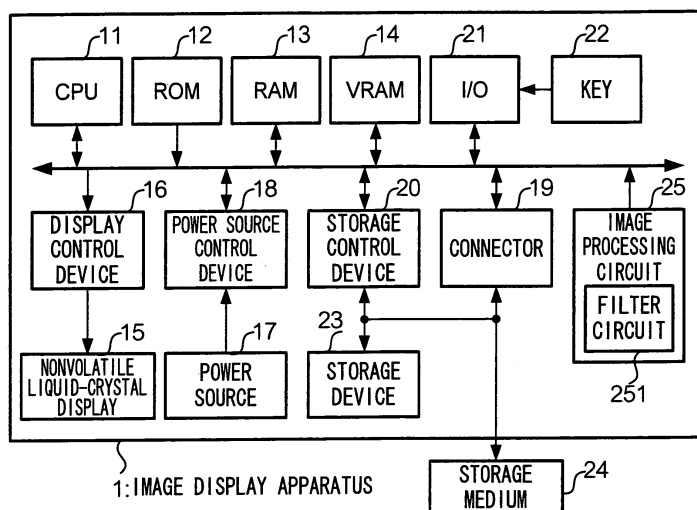 11 12 13 14 21 22
CPU ROM RAM VRAM I/O KEY
16 18 20 19 25
DISPLAY
CONTROL
DEVICE
POWER SOURCE
CONTROL
DEVICE
STORAGE
CONTROL
DEVICE
CONNECTOR
IMAGE
PROCESSING
CIRCUIT
FILTER
CIRCUIT
251
15 17 23
NONVOLATILE
LIQUID-CRYSTAL
DISPLAY
POWER
SOURCE
STORAGE
DEVICE
1:IMAGE DISPLAY APPARATUS
STORAGE
MEDIUM
24